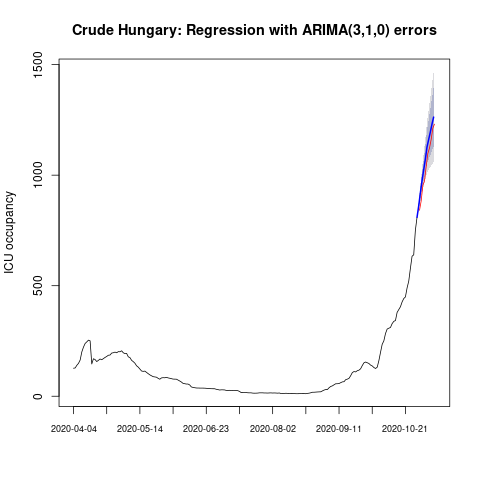 Crude Hungary: Regression with ARIMA(3,1,0) errors
ICU occupancy
1500
1000
500
0
2020-04-04 2020-05-14 2020-06-23 2020-08-02 2020-09-11 2020-10-21